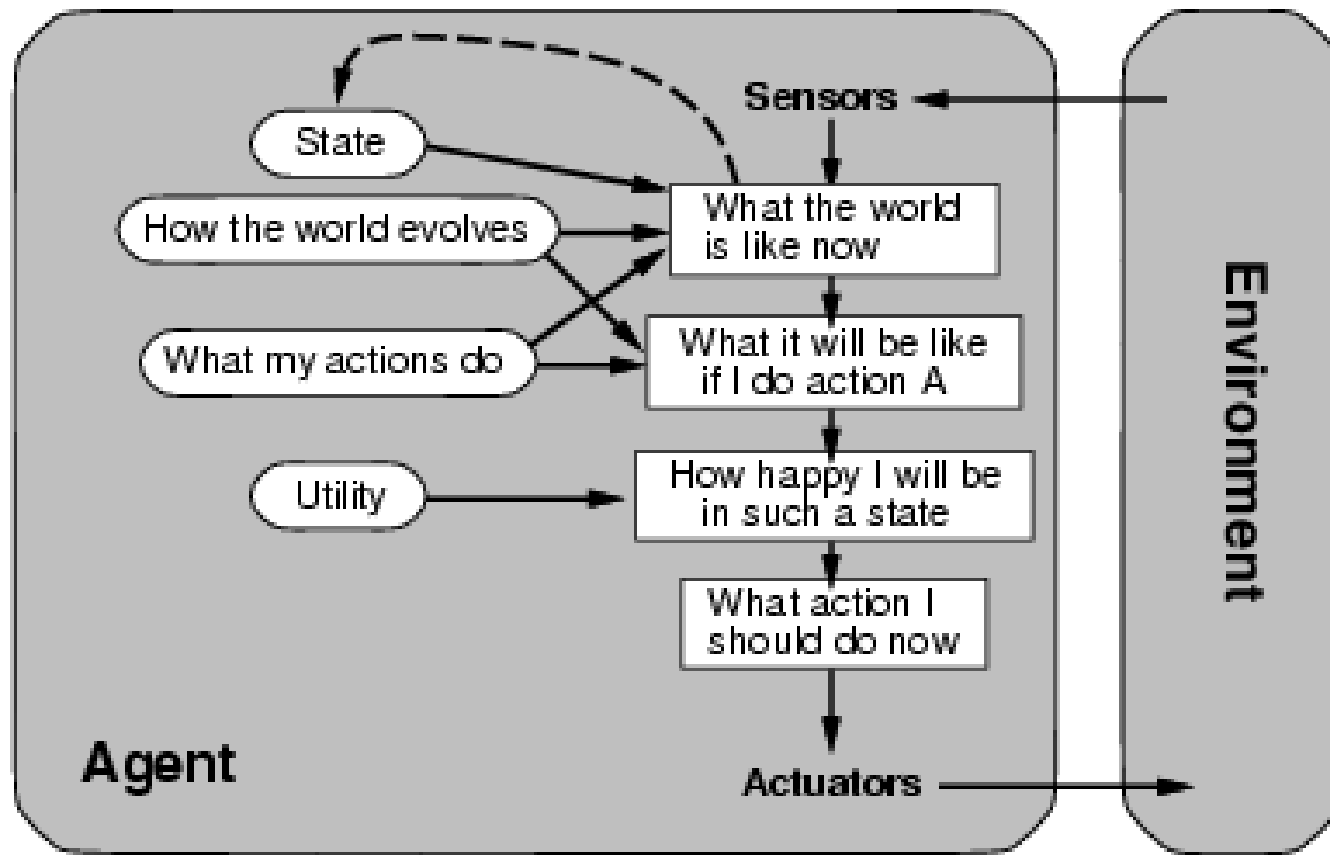 Sensors
State
What the world
is like now
How the world evolves
What it will be like
if I do action A
What my actions do
How happy I will be
in such a state
Utility
What action I
should do now
Agent
Actuators
Environment